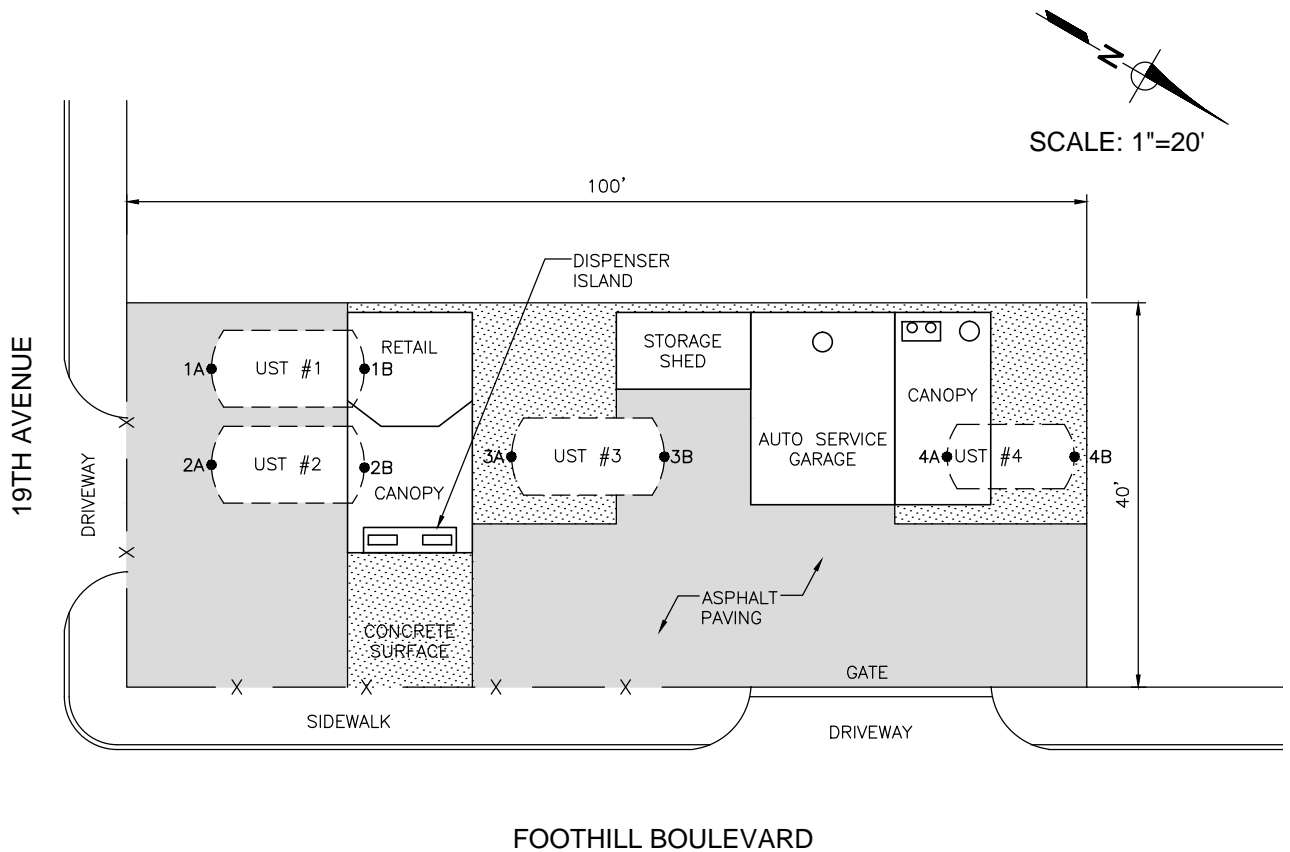 N
SCALE: 1"=20'
100'
DISPENSER
ISLAND
19TH AVENUE
DRIVEWAY
1A
UST #1
1B
RETAIL
2A
UST #2
2B
CANOPY
CONCRETE
SURFACE
3A
UST #3
3B
STORAGE
SHED
AUTO SERVICE
GARAGE
CANOPY
4A
UST #4
4B
40'
ASPHALT
PAVING
GATE
X
X
X
X
X
X
SIDEWALK
DRIVEWAY
FOOTHILL BOULEVARD